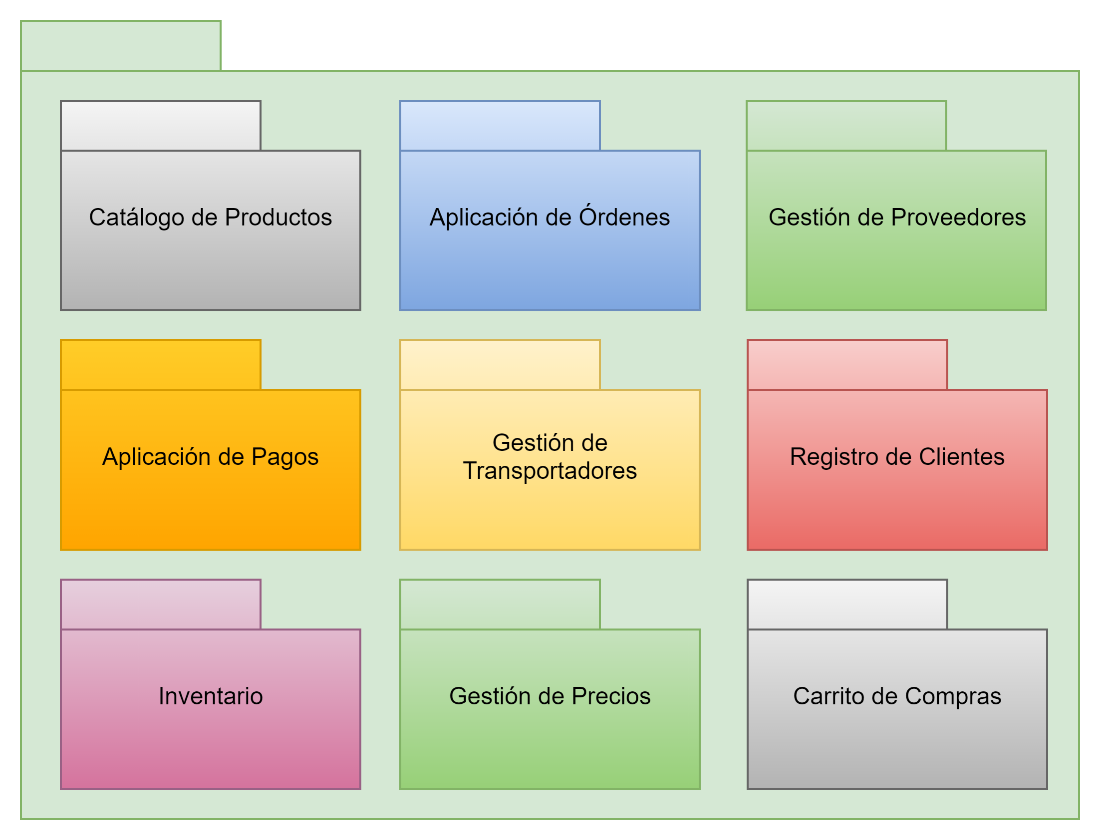 Catálogo de Productos
Aplicación de Órdenes
Gestión de Proveedores
Aplicación de Pagos
Gestión de
Transportadores
Registro de Clientes
Inventario
Gestión de Precios
Carrito de Compras